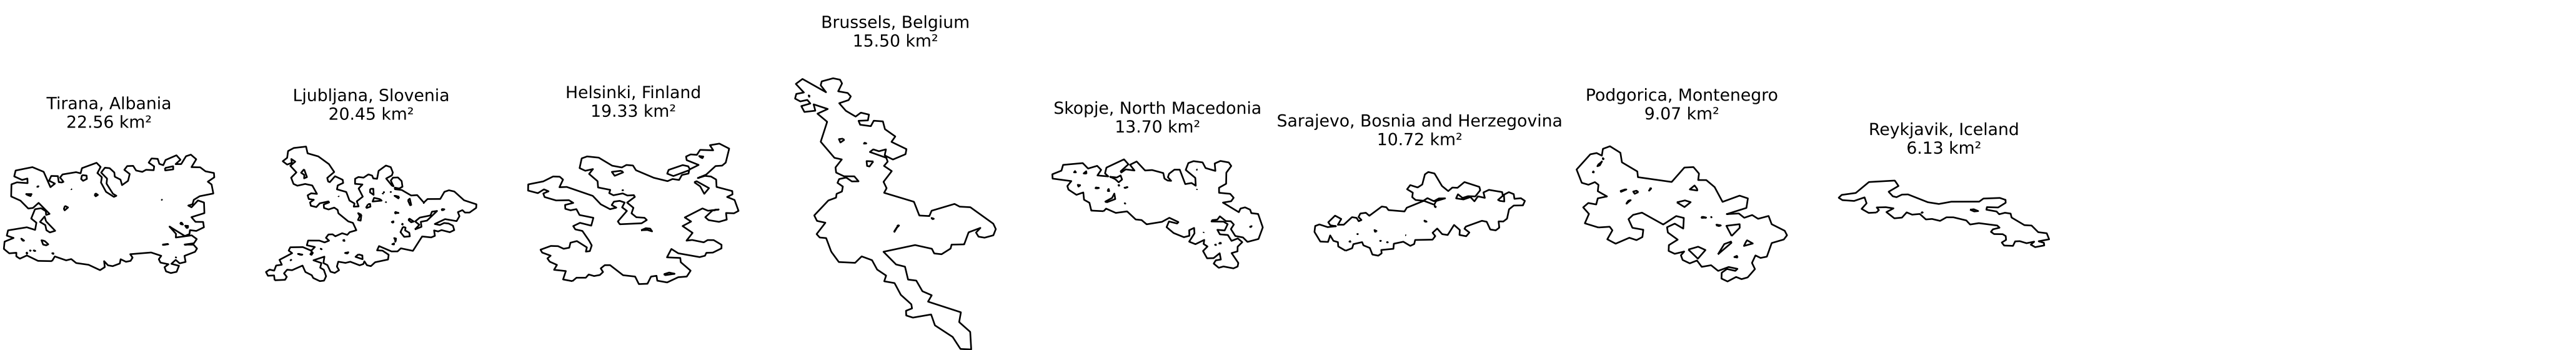 Tirana, Albania
22.56 km²
Ljubljana, Slovenia
20.45 km²
Helsinki, Finland
19.33 km²
Brussels, Belgium
15.50 km²
Skopje, North Macedonia
13.70 km²
Sarajevo, Bosnia and Herzegovina
10.72 km²
Podgorica, Montenegro
9.07 km²
Reykjavik, Iceland
6.13 km²